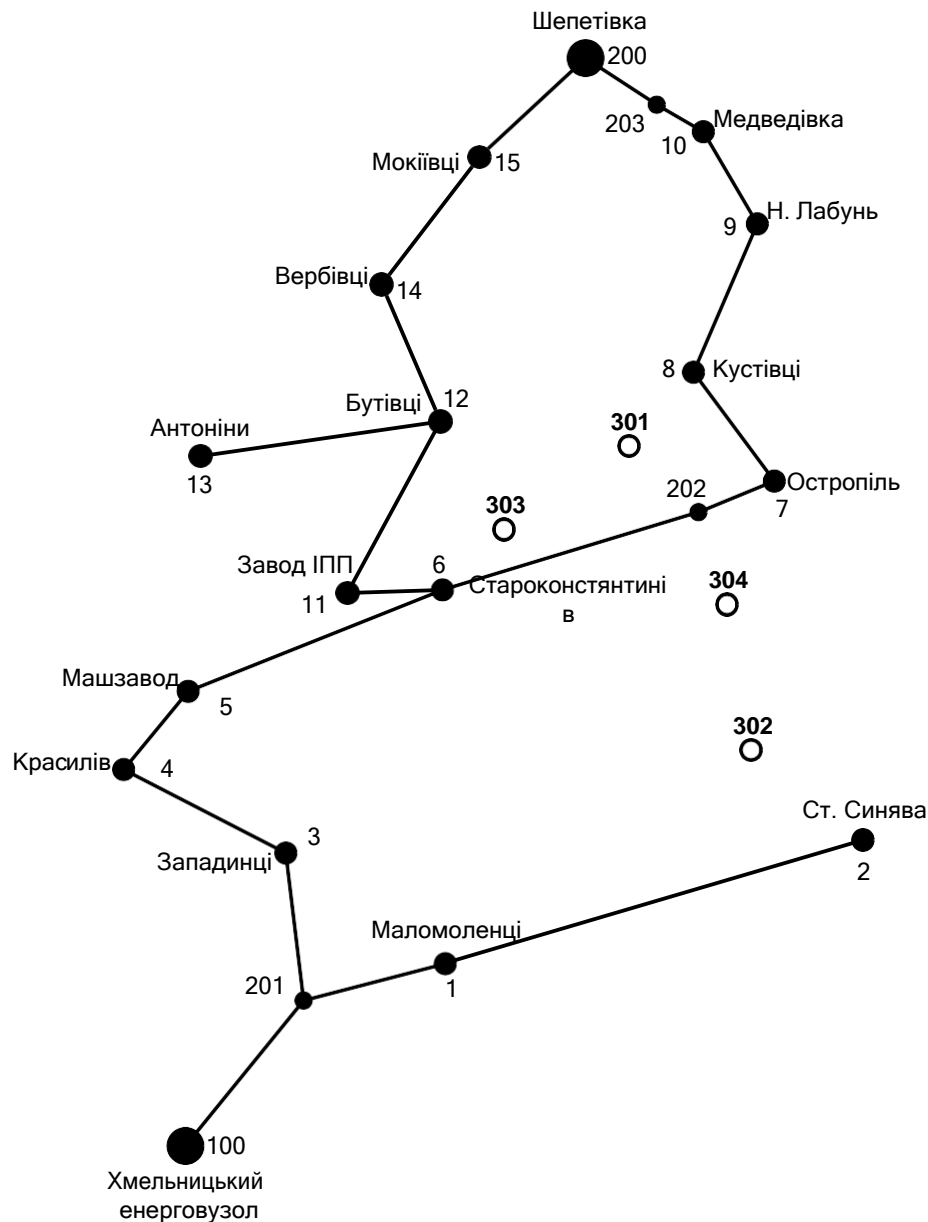 Шепетівка
200
203
Медведівка
10
Мокіївці
15
9
Н. Лабунь
Вербівці
14
8
Кустівці
12
Бутівці
301
Антоніни
13
202
Остропіль
7
303
Завод ІПП
6
304
11
Староконстянтині
в
Машзавод
5
302
Красилів
4
Ст. Синява
3
Западинці
2
Маломоленці
201
1
100
Хмельницький
енерговузол